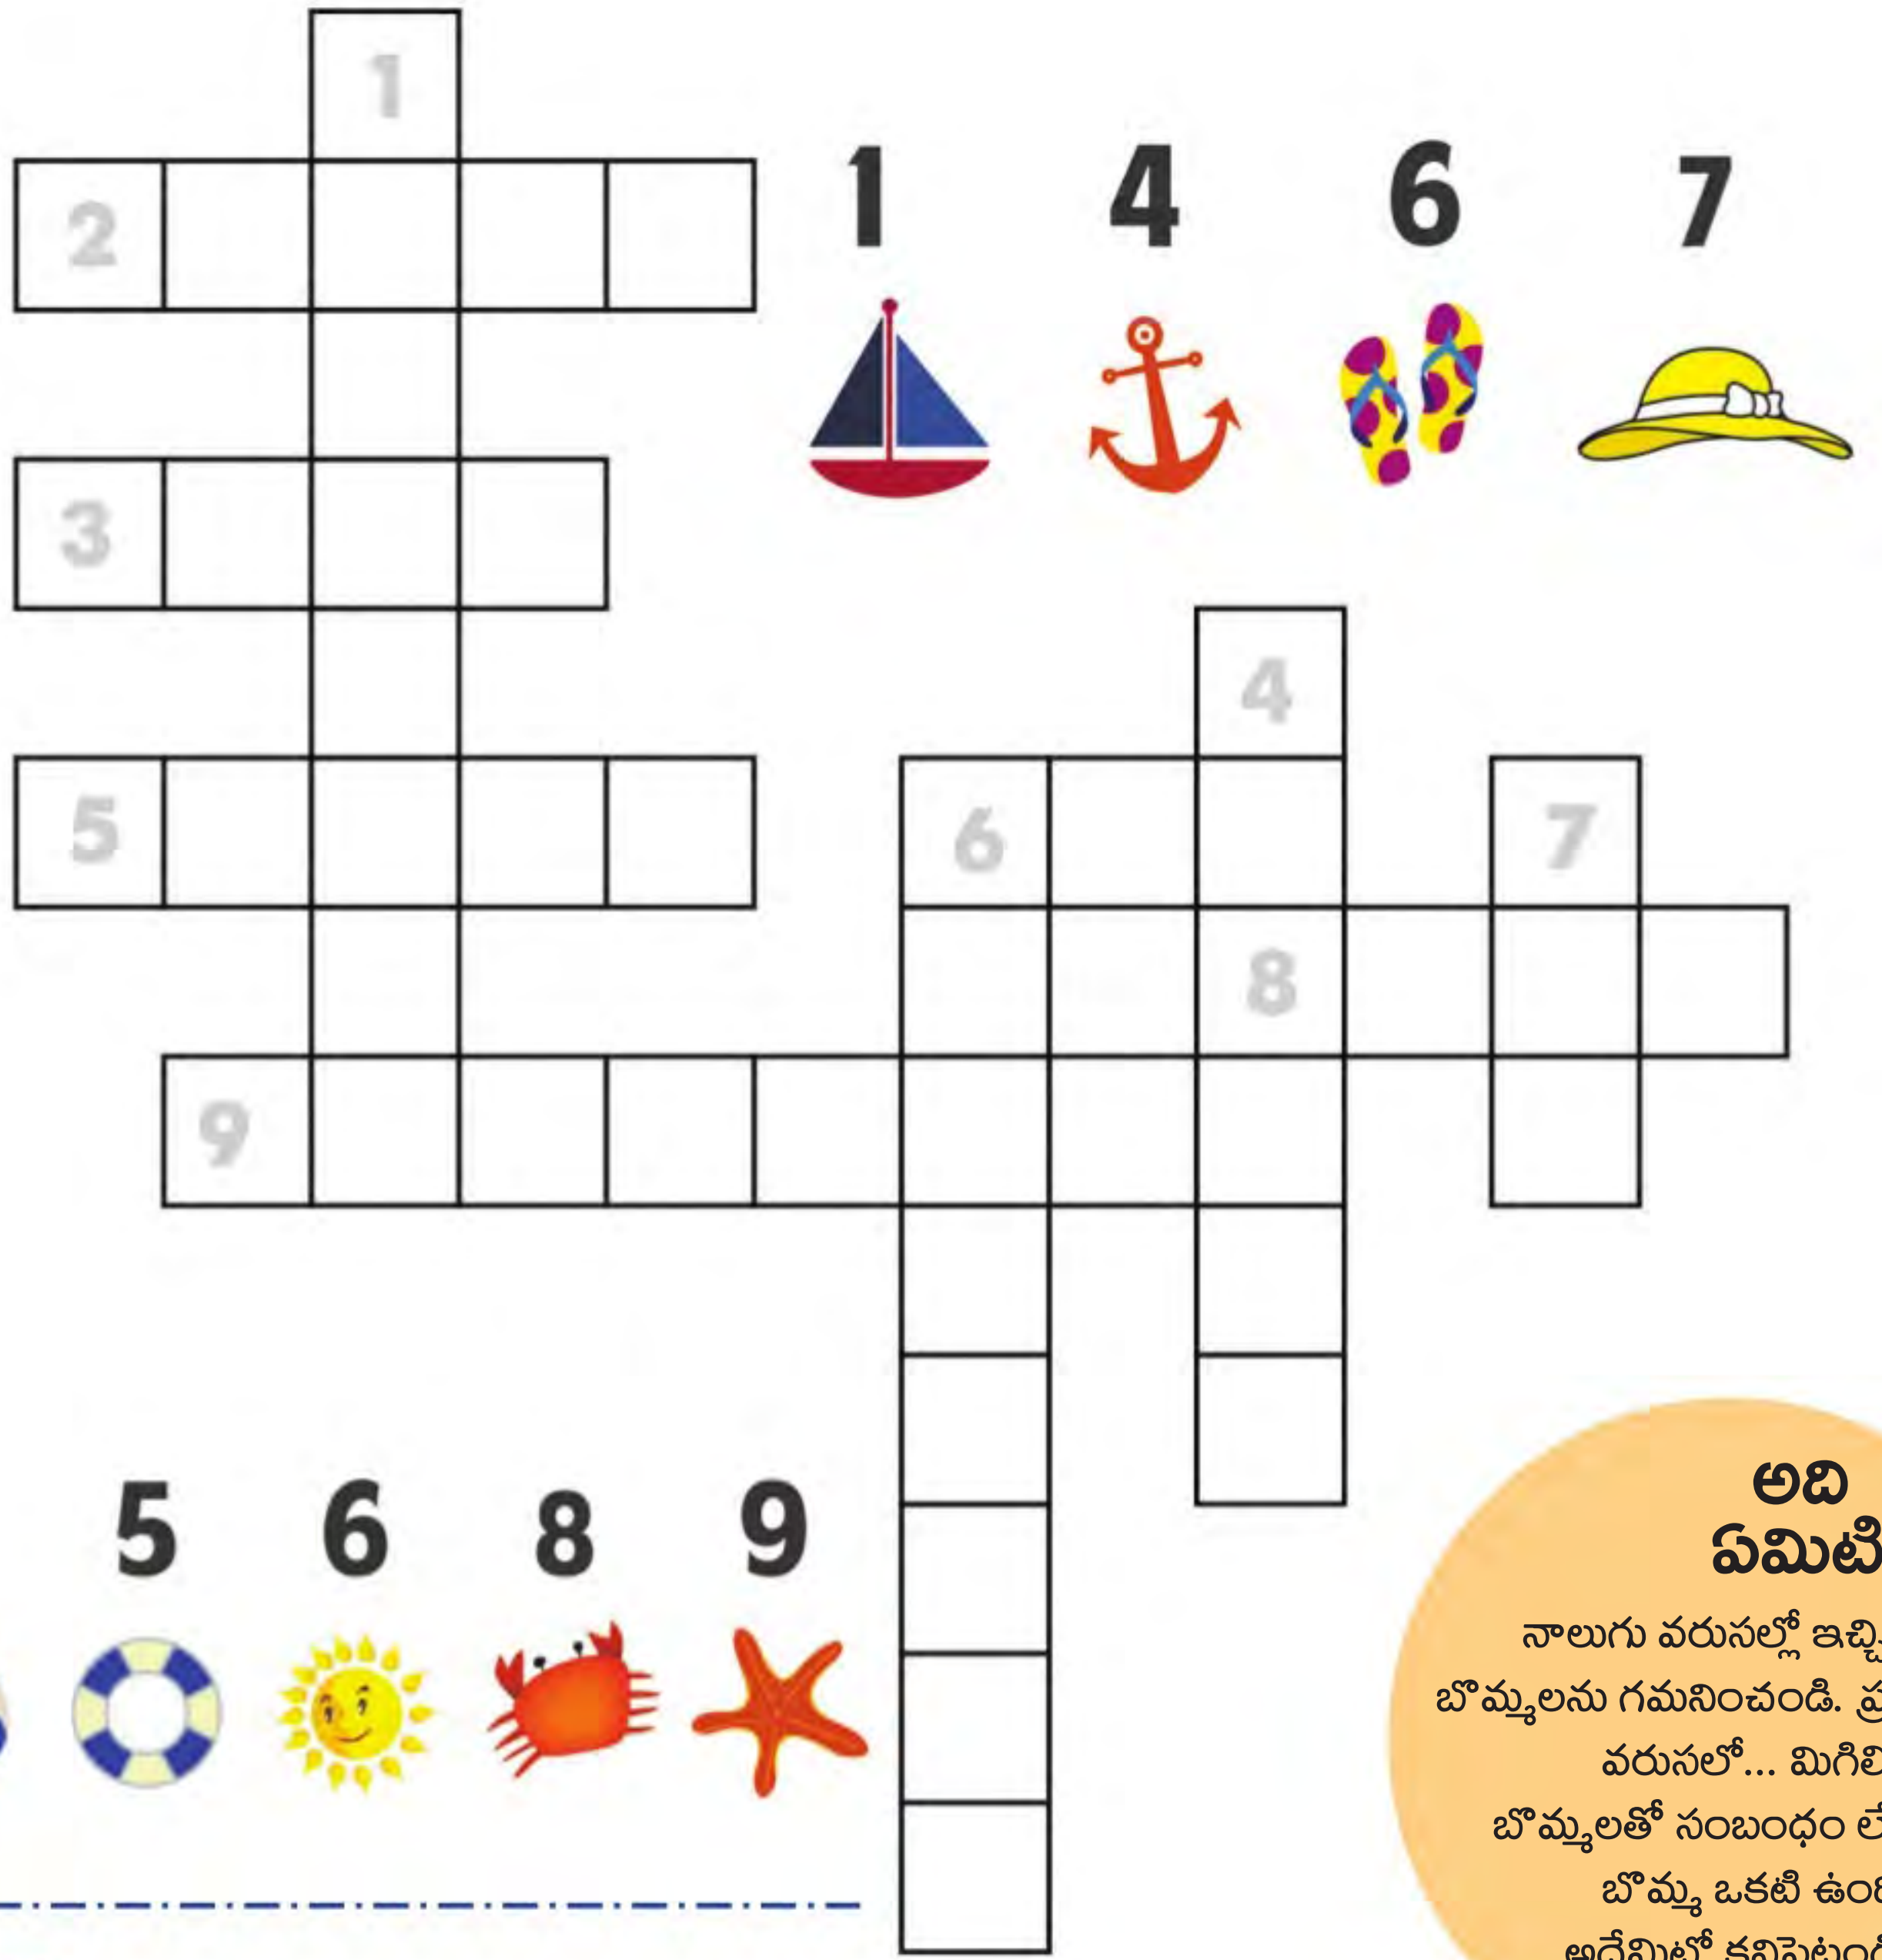 1
2
1 4 6 7
3
4
5 6 7
8
9
5 6 8 9
అది
ఏమిటి
నాలుగు వరుసల్లో
బొమ్మలను గమనించండి.
వరుసలో...
బొమ్మలతో సంబంధం
బొమ్మ ఒకటి